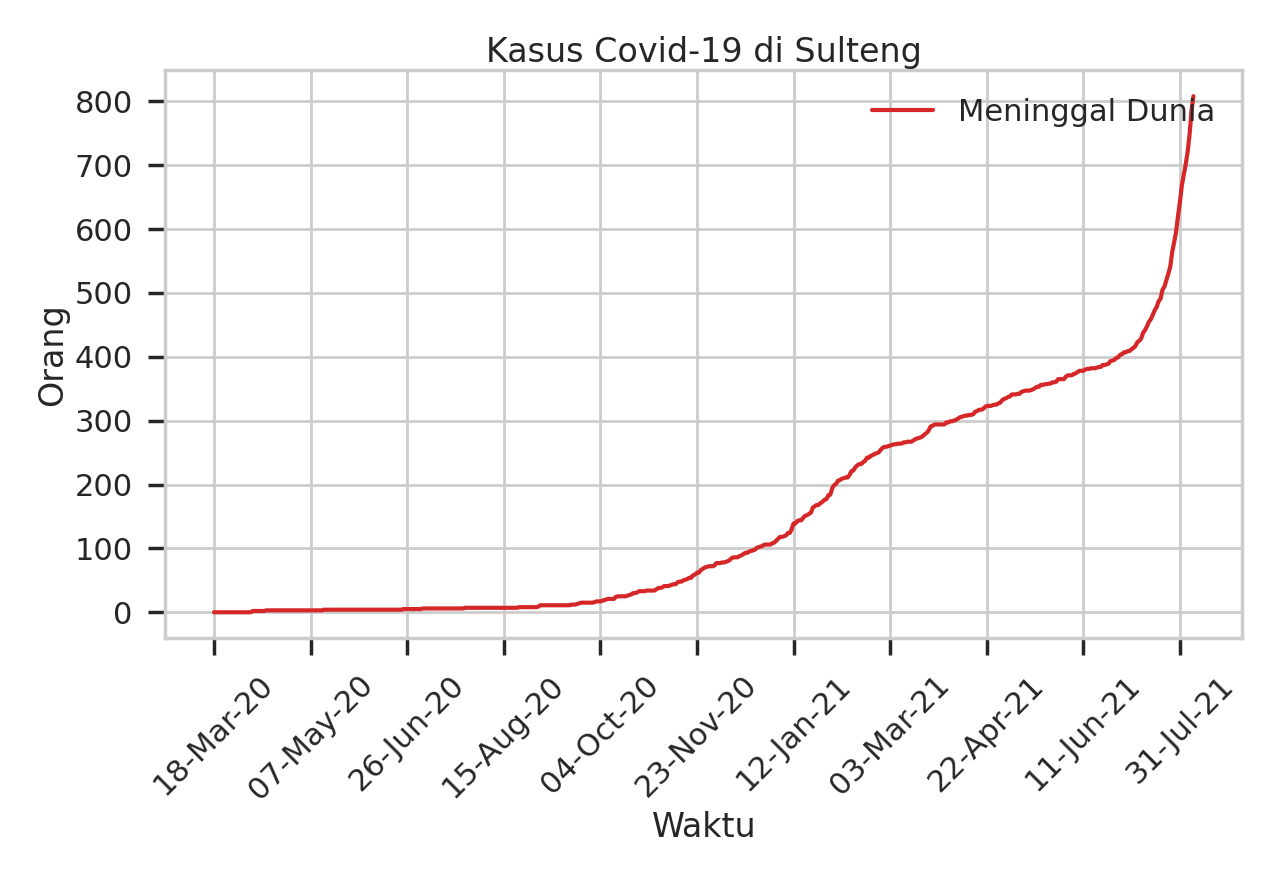 Kasus Covid-19 di Sulteng
Meninggal Dunia
Orang
800
700
600
500
400
300
200
100
0
18-Mar-20
07-May-20
26-Jun-20
15-Aug-20
04-Oct-20
23-Nov-20
12-Jan-21
03-Mar-21
22-Apr-21
11-Jun-21
31-Jul-21
Waktu